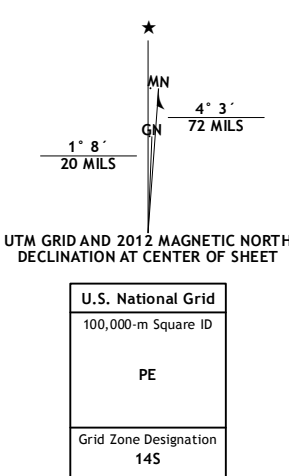 ★
MN
4° 3´
72 MILS
GN
1° 8´
20 MILS
UTM GRID AND 2012 MAGNETIC NORTH
DECLINATION AT CENTER OF SHEET
U.S. National Grid
100,000-m Square ID
PE
Grid Zone Designation
14S